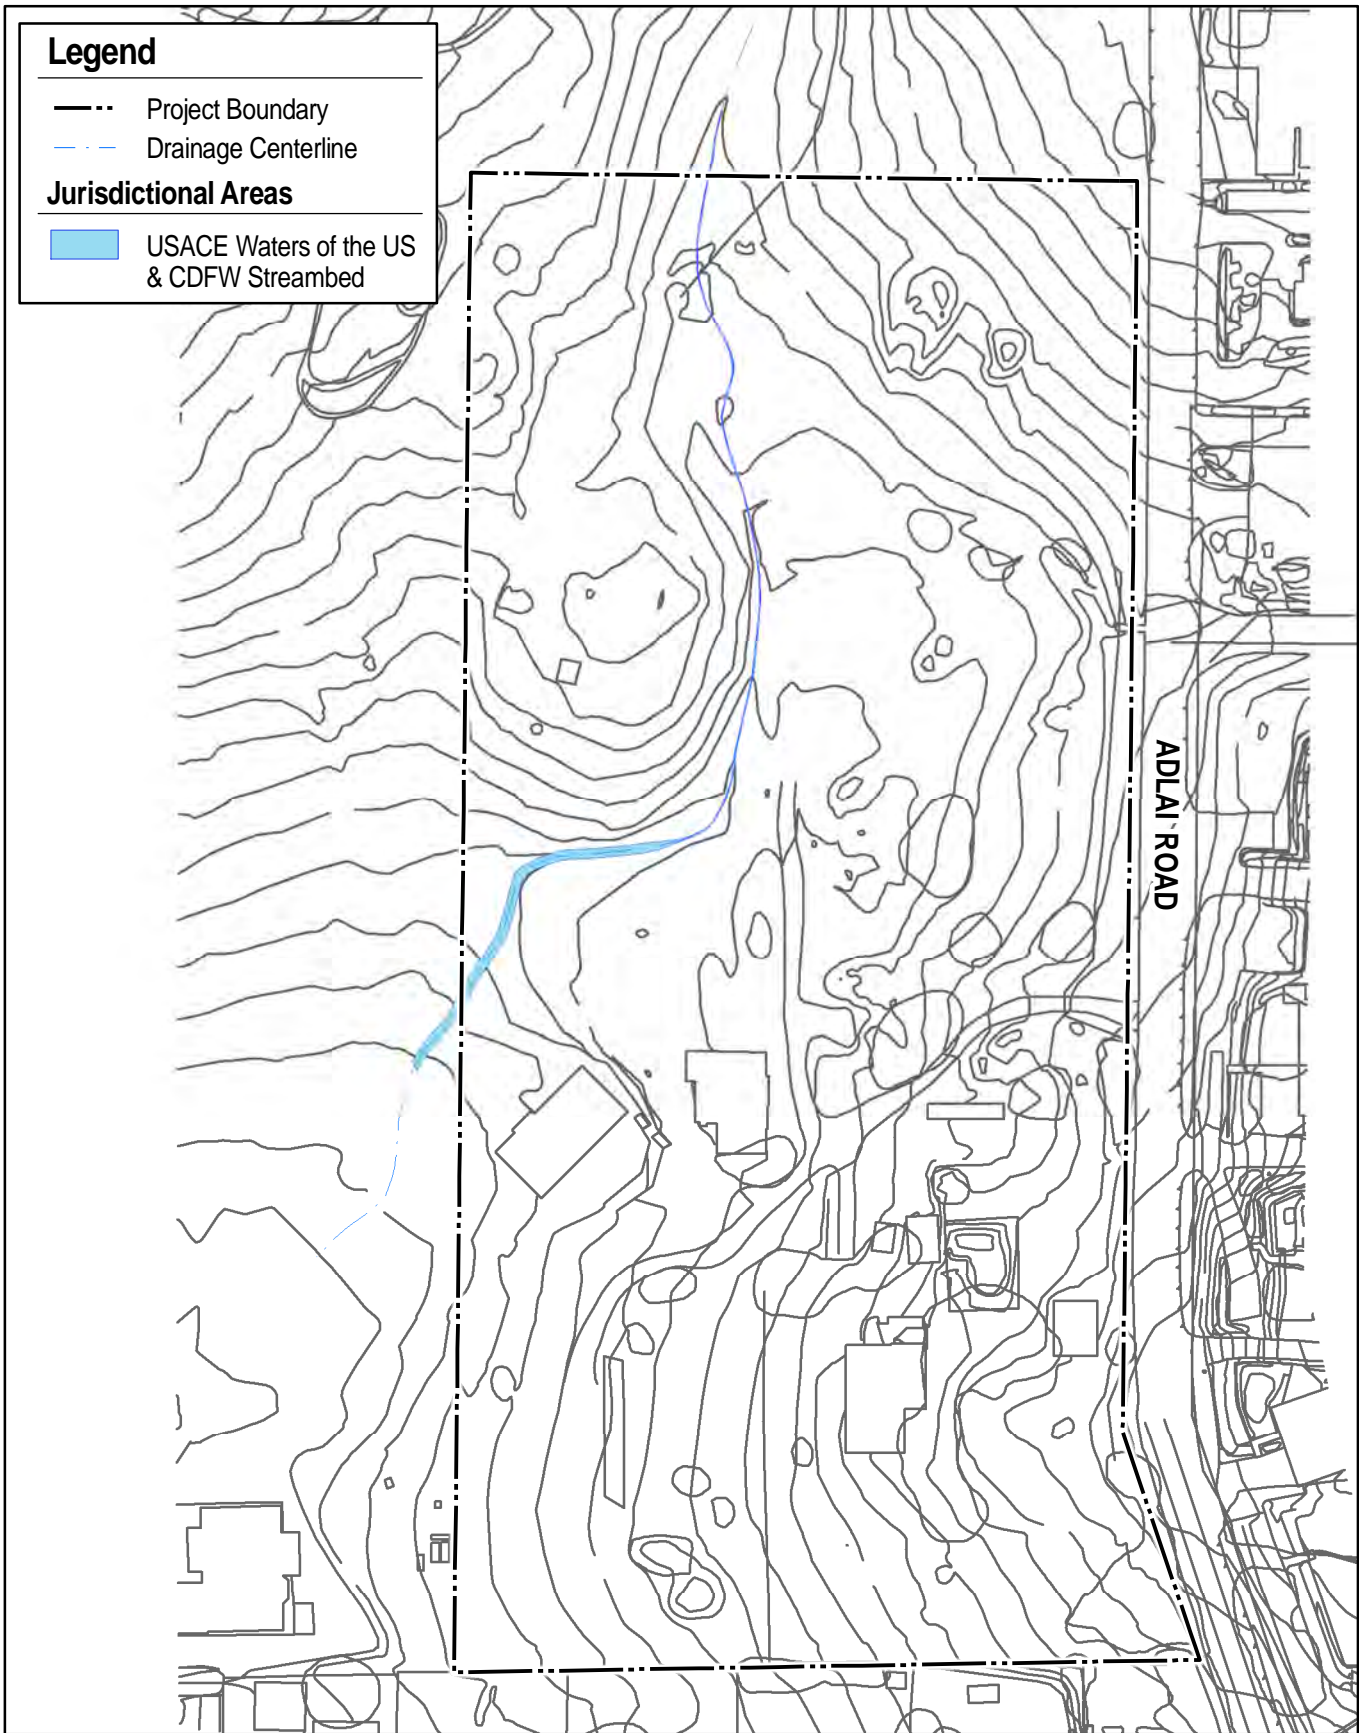 Legend
Project Boundary
Drainage Centerline
Jurisdictional Areas
USACE Waters of the US
& CDFW Streambed
ADLAI ROAD